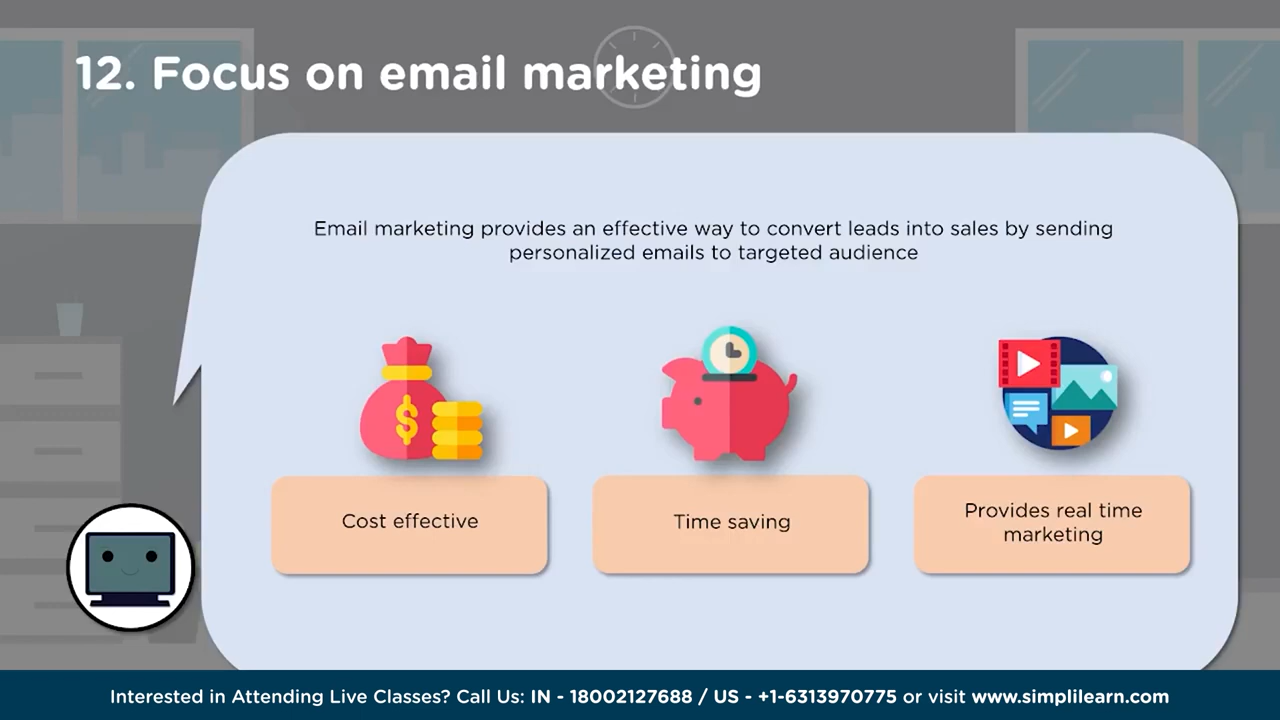 12. Focus on email marketing
Email marketing provides an effective way to convert leads into sales by sending
personalized emails to targeted audience
$
Cost effective
Time saving
Provides real time
marketing
Interested in Attending Live Classes? Call Us: IN - 18002127688 / US - +1-6313970775 or visit www.simplilearn.com